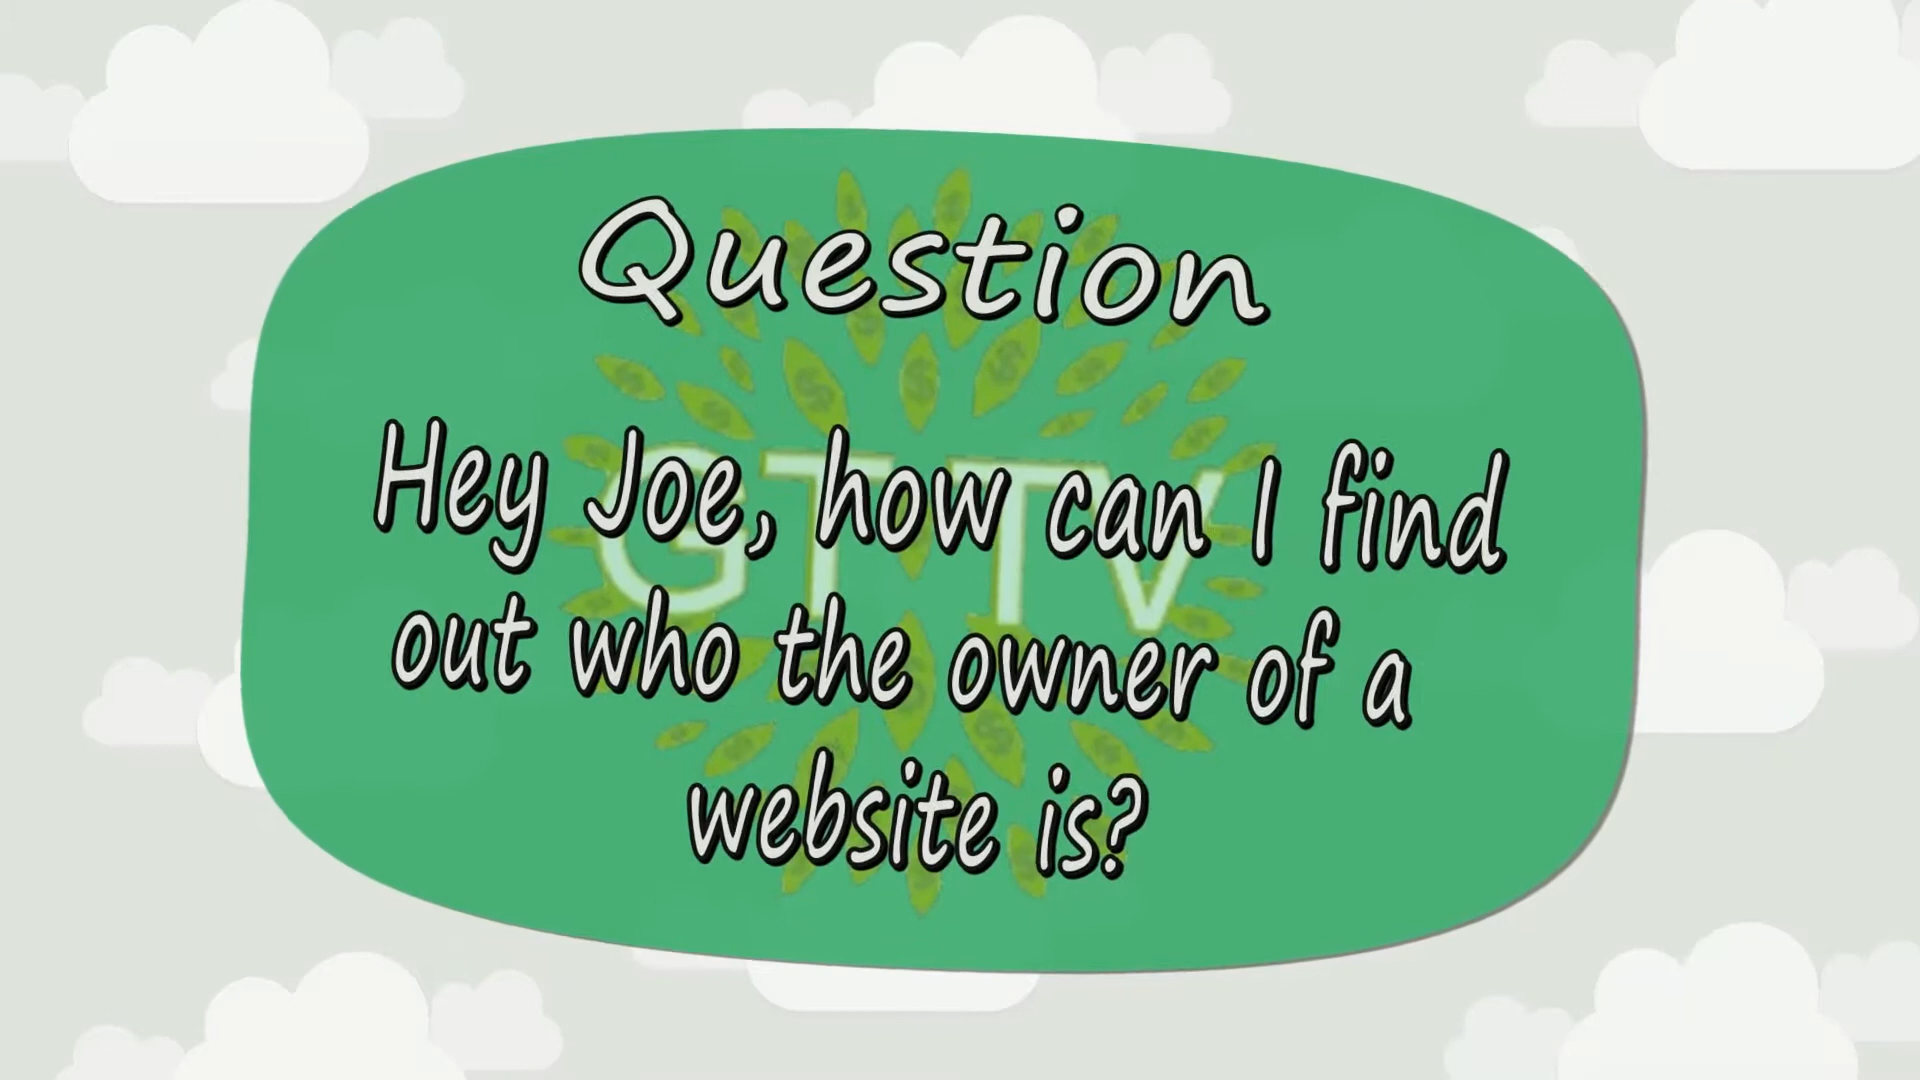 Question
Hey Joe, how can I find
GTTV
out who the owner of a
website is?